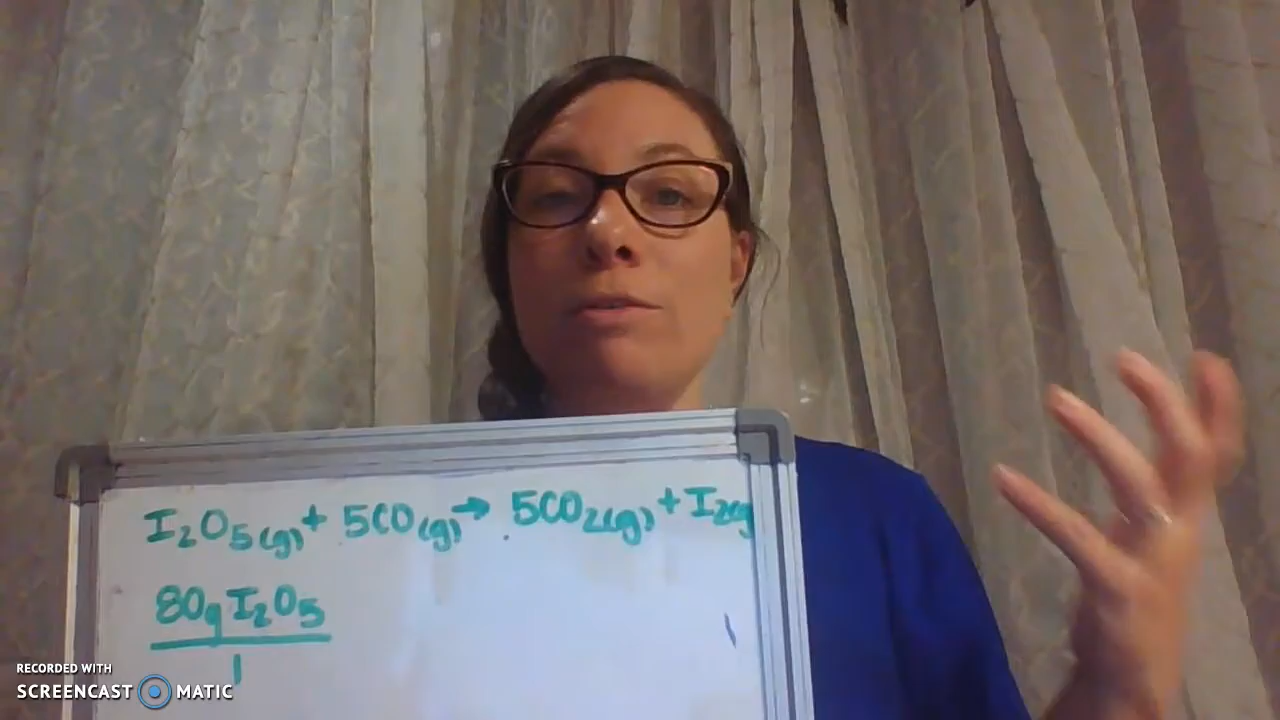 I₂O₅(g) + 5CO(g) → 5CO₂(g) + I₂(g
80g I₂O₅
1
RECORDED WITH
SCREENCAST MATIC